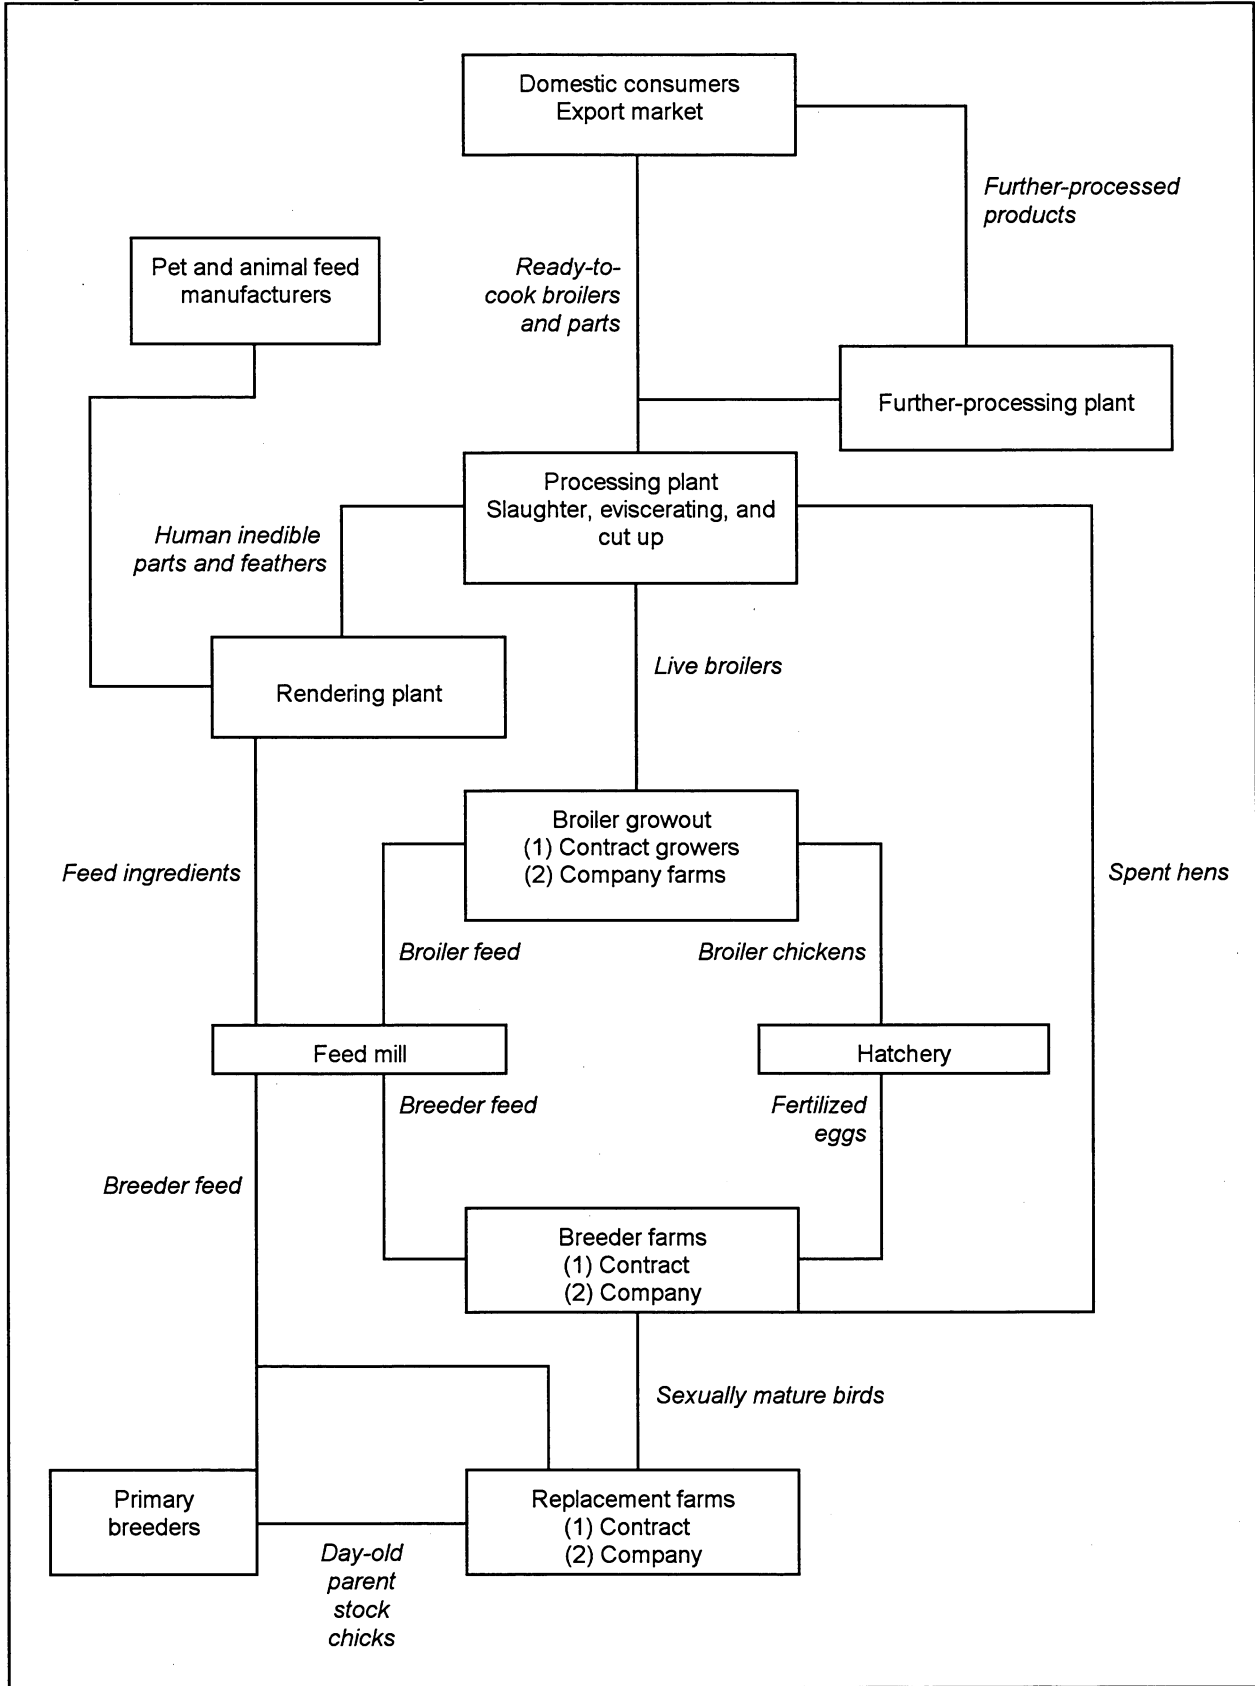 Domestic consumers
Export market
Further-processed
products
Pet and animal feed
manufacturers
Ready-to-
cook broilers
and parts
Further-processing plant
Processing plant
Slaughter, eviscerating, and
cut up
Human inedible
parts and feathers
Live broilers
Rendering plant
Broiler growout
(1) Contract growers
(2) Company farms
Feed ingredients
Spent hens
Broiler feed
Broiler chickens
Feed mill
Hatchery
Breeder feed
Fertilized
eggs
Breeder feed
Breeder farms
(1) Contract
(2) Company
Sexually mature birds
Primary
breeders
Replacement farms
(1) Contract
(2) Company
Day-old
parent
stock
chicks